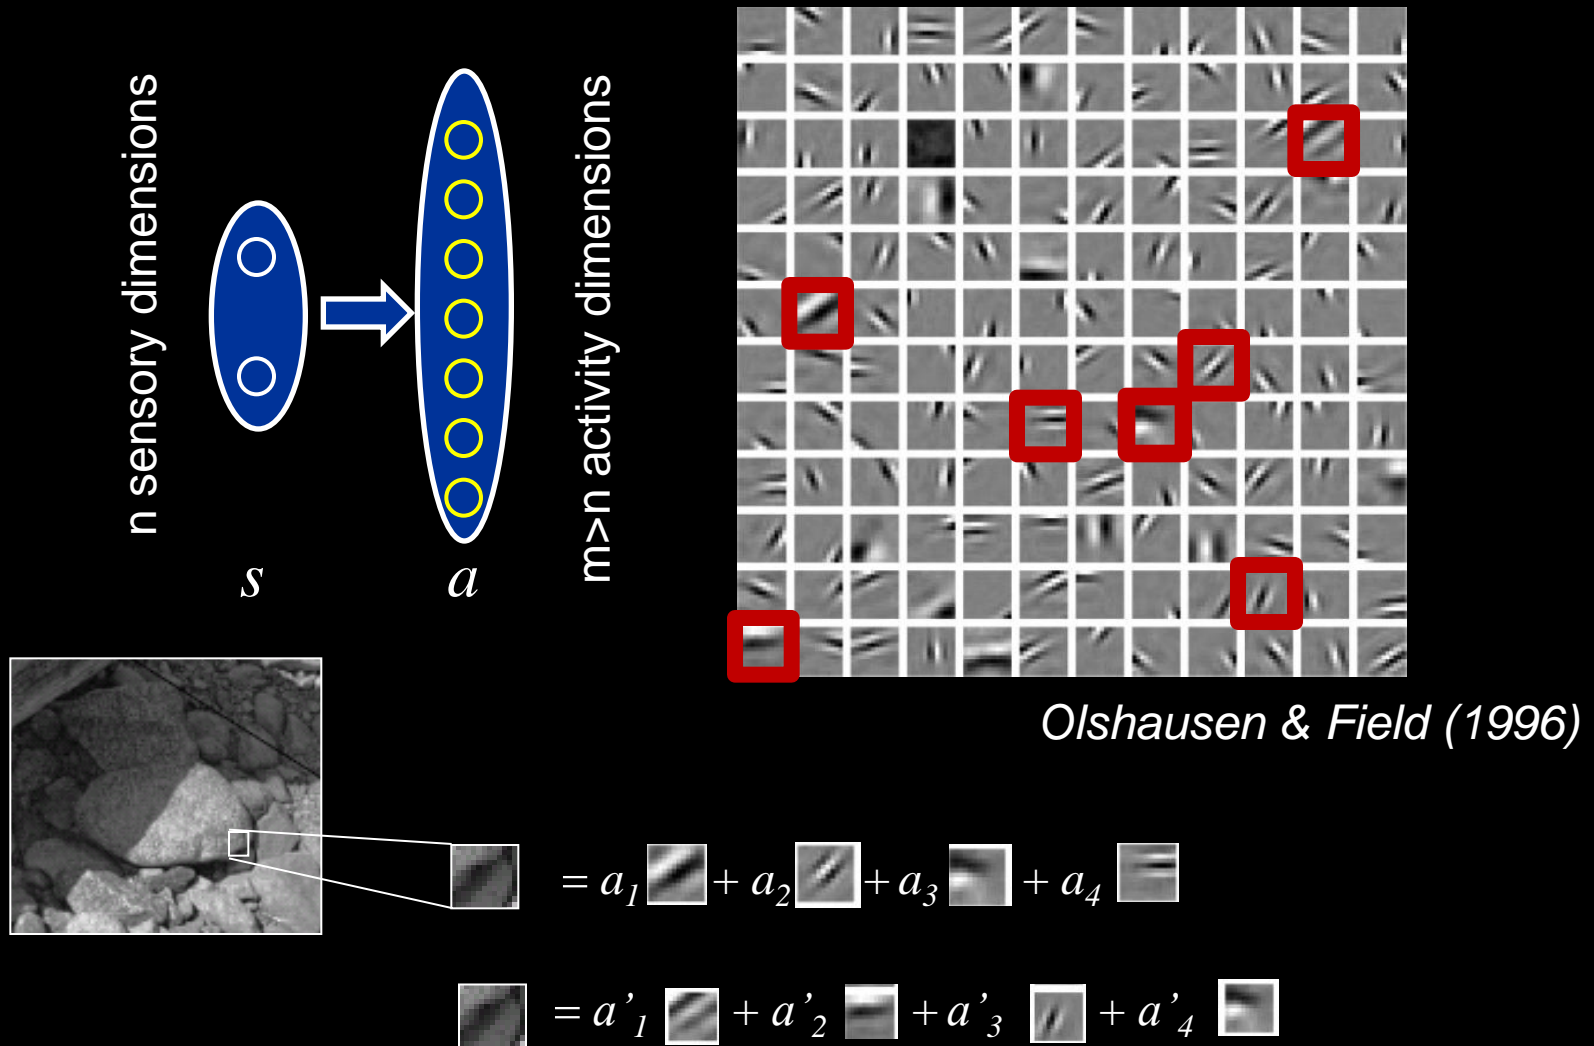 n sensory dimensions
m>n activity dimensions
s
a
Olshausen & Field (1996)
= a1 + a2 + a3 + a4
= a’1 + a’2 + a’3 + a’4